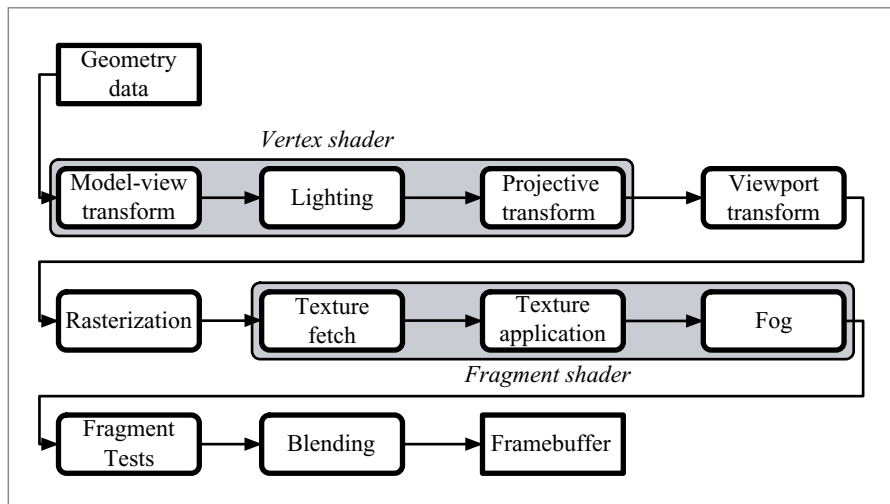 Geometry
data
Vertex shader
Model-view
transform
Lighting
Projective
transform
Viewport
transform
Rasterization
Texture
fetch
Texture
application
Fog
Fragment shader
Fragment
Tests
Blending
Framebuffer